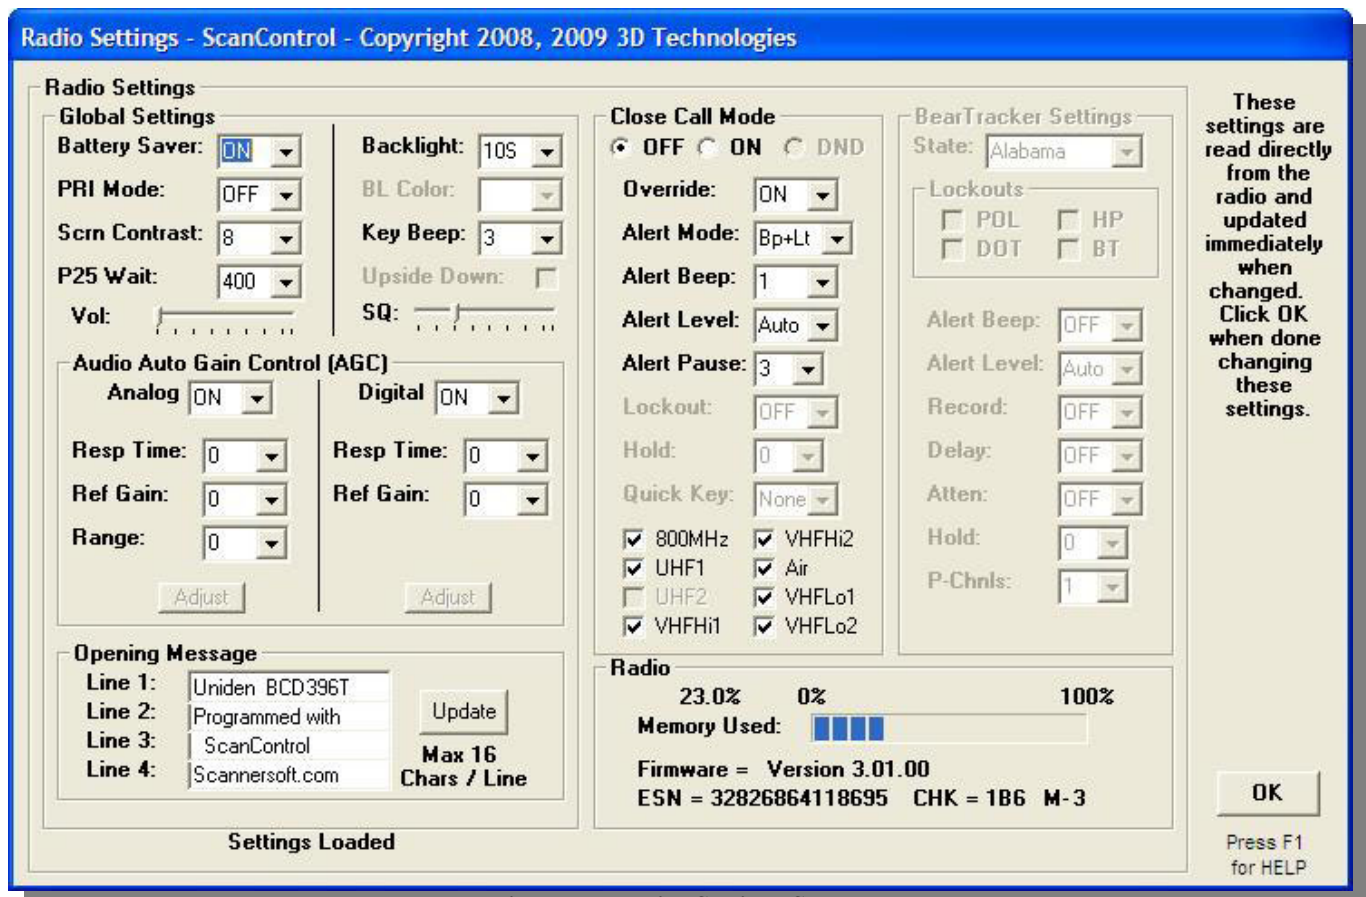 Radio Settings - ScanControl - Copyright 2008, 2009 3D Technologies
Radio Settings
Global Settings
Battery Saver: ON
PRI Mode: OFF
Scrn Contrast: 8
P25 Wait: 400
Vol:
Backlight: 10S
BL Color:
Key Beep: 3
Upside Down:
SQ:
Audio Auto Gain Control (AGC)
Analog ON
Resp Time: 0
Ref Gain: 0
Range: 0
Adjust
Digital ON
Resp Time: 0
Ref Gain: 0
Adjust
Opening Message
Line 1: Uniden BCD396T
Line 2: Programmed with
Line 3: ScanControl
Line 4: Scannersoft.com
Update
Max 16
Chars / Line
Settings Loaded
Close Call Mode
OFF ON DND
Override: ON
Alert Mode: Bp+Lt
Alert Beep: 1
Alert Level: Auto
Alert Pause: 3
Lockout: OFF
Hold: 0
Quick Key: None
800MHz VHFHi2
UHF1 Air
UHF2 VHFLo1
VHFHi1 VHFLo2
BearTracker Settings
State: Alabama
Lockouts
POL HP
DOT BT
Alert Beep: OFF
Alert Level: Auto
Record: OFF
Delay: OFF
Atten: OFF
Hold: 0
P-Chnls: 1
Radio
23.0% 0% 100%
Memory Used:
Firmware = Version 3.01.00
ESN = 32826864118695 CHK = 1B6 M-3
These
settings are
read directly
from the
radio and
updated
immediately
when
changed.
Click OK
when done
changing
these
settings.
OK
Press F1
for HELP